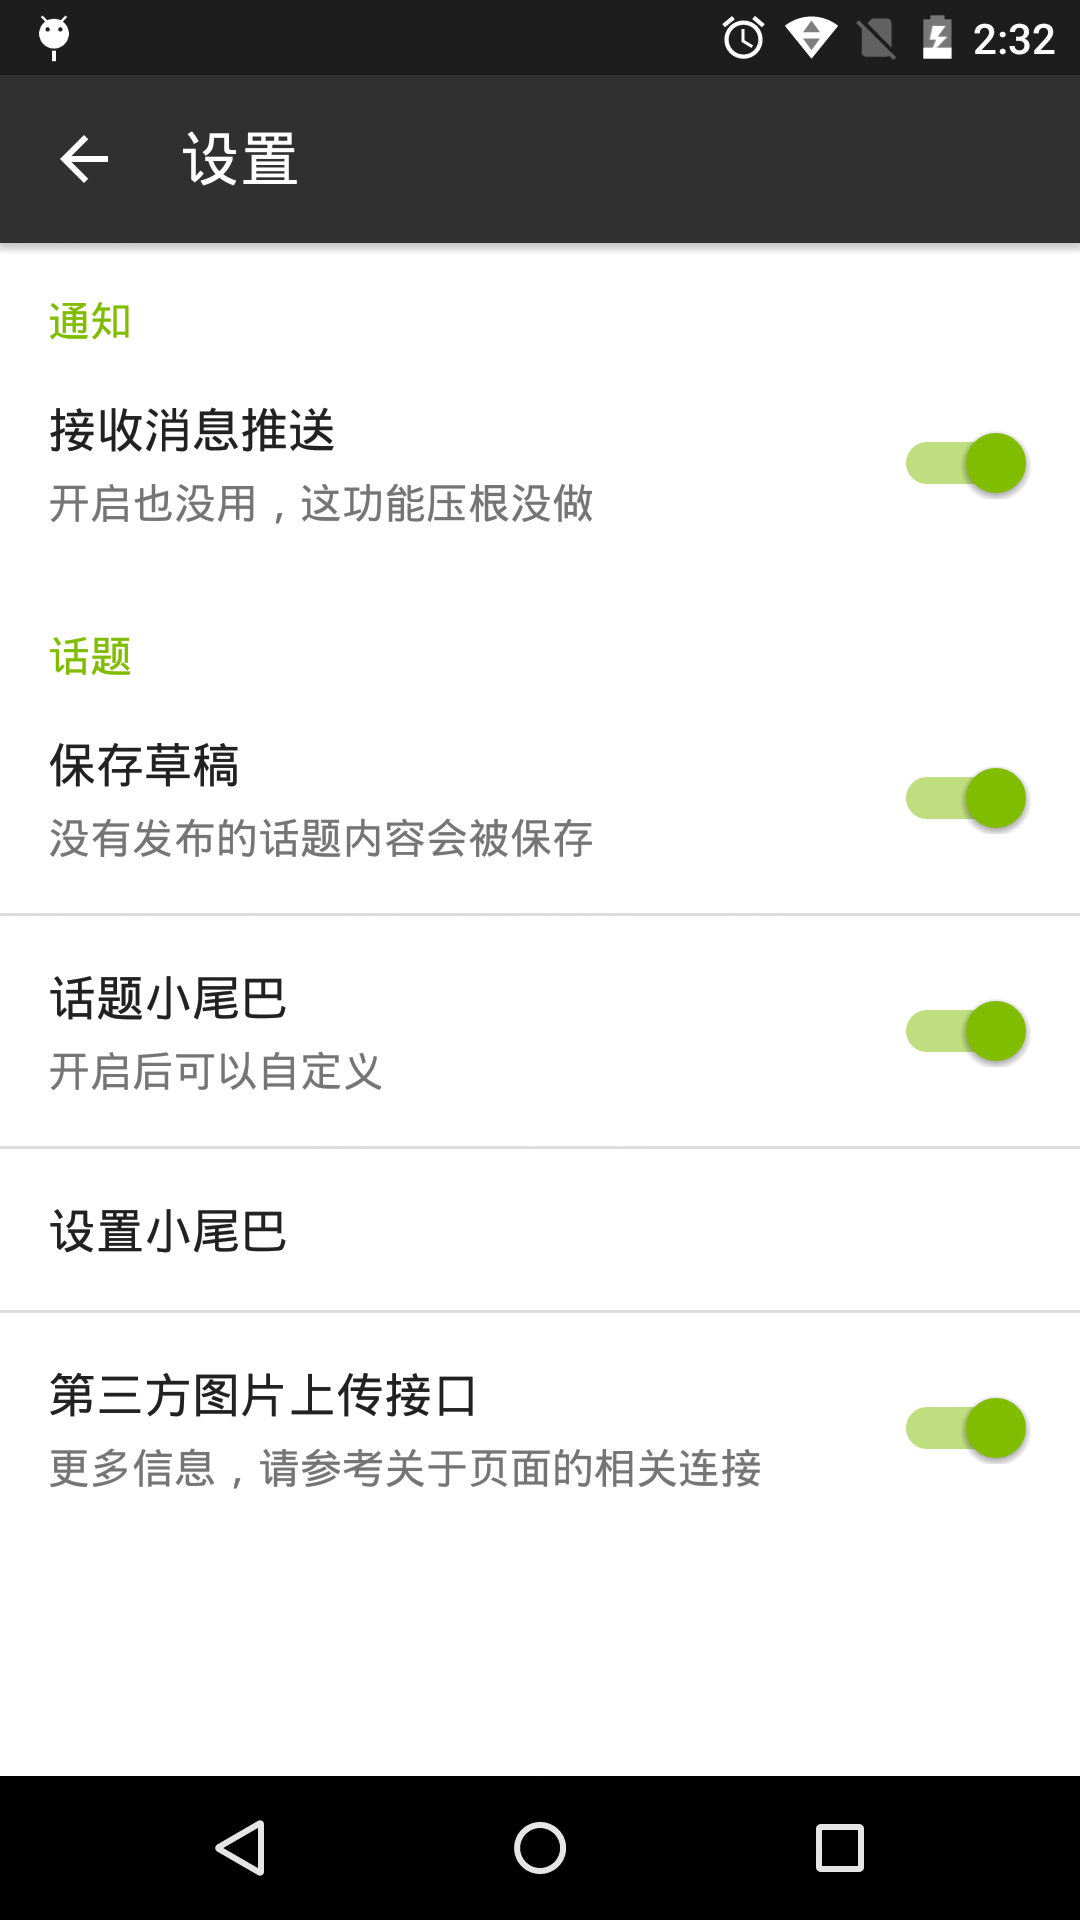 2:32
设置
通知
接收消息推送
开启也没用，这功能压根没做
话题
保存草稿
没有发布的话题内容会被保存
话题小尾巴
开启后可以自定义
设置小尾巴
第三方图片上传接口
更多信息，请参考关于页面的相关连接